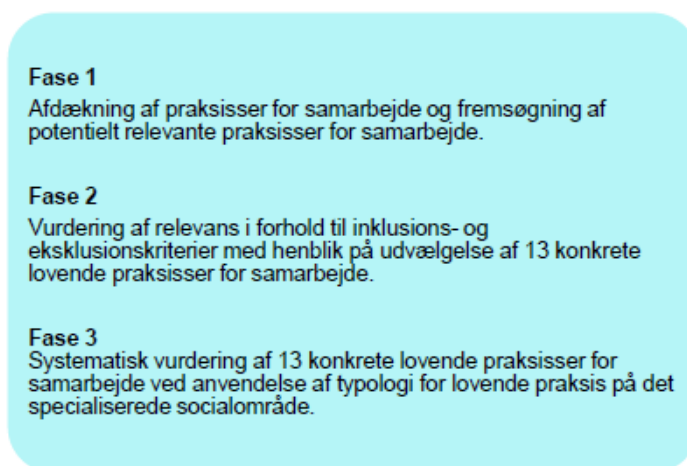 Fase 1
Afdækning af praksisser for samarbejde og fremsøgning af
potentielt relevante praksisser for samarbejde.
Fase 2
Vurdering af relevans i forhold til inklusions- og
eksklusionskriterier med henblik på udvælgelse af 13 konkrete
lovende praksisser for samarbejde.
Fase 3
Systematisk vurdering af 13 konkrete lovende praksisser for
samarbejde ved anvendelse af typologi for lovende praksis på det
specialiserede socialområde.